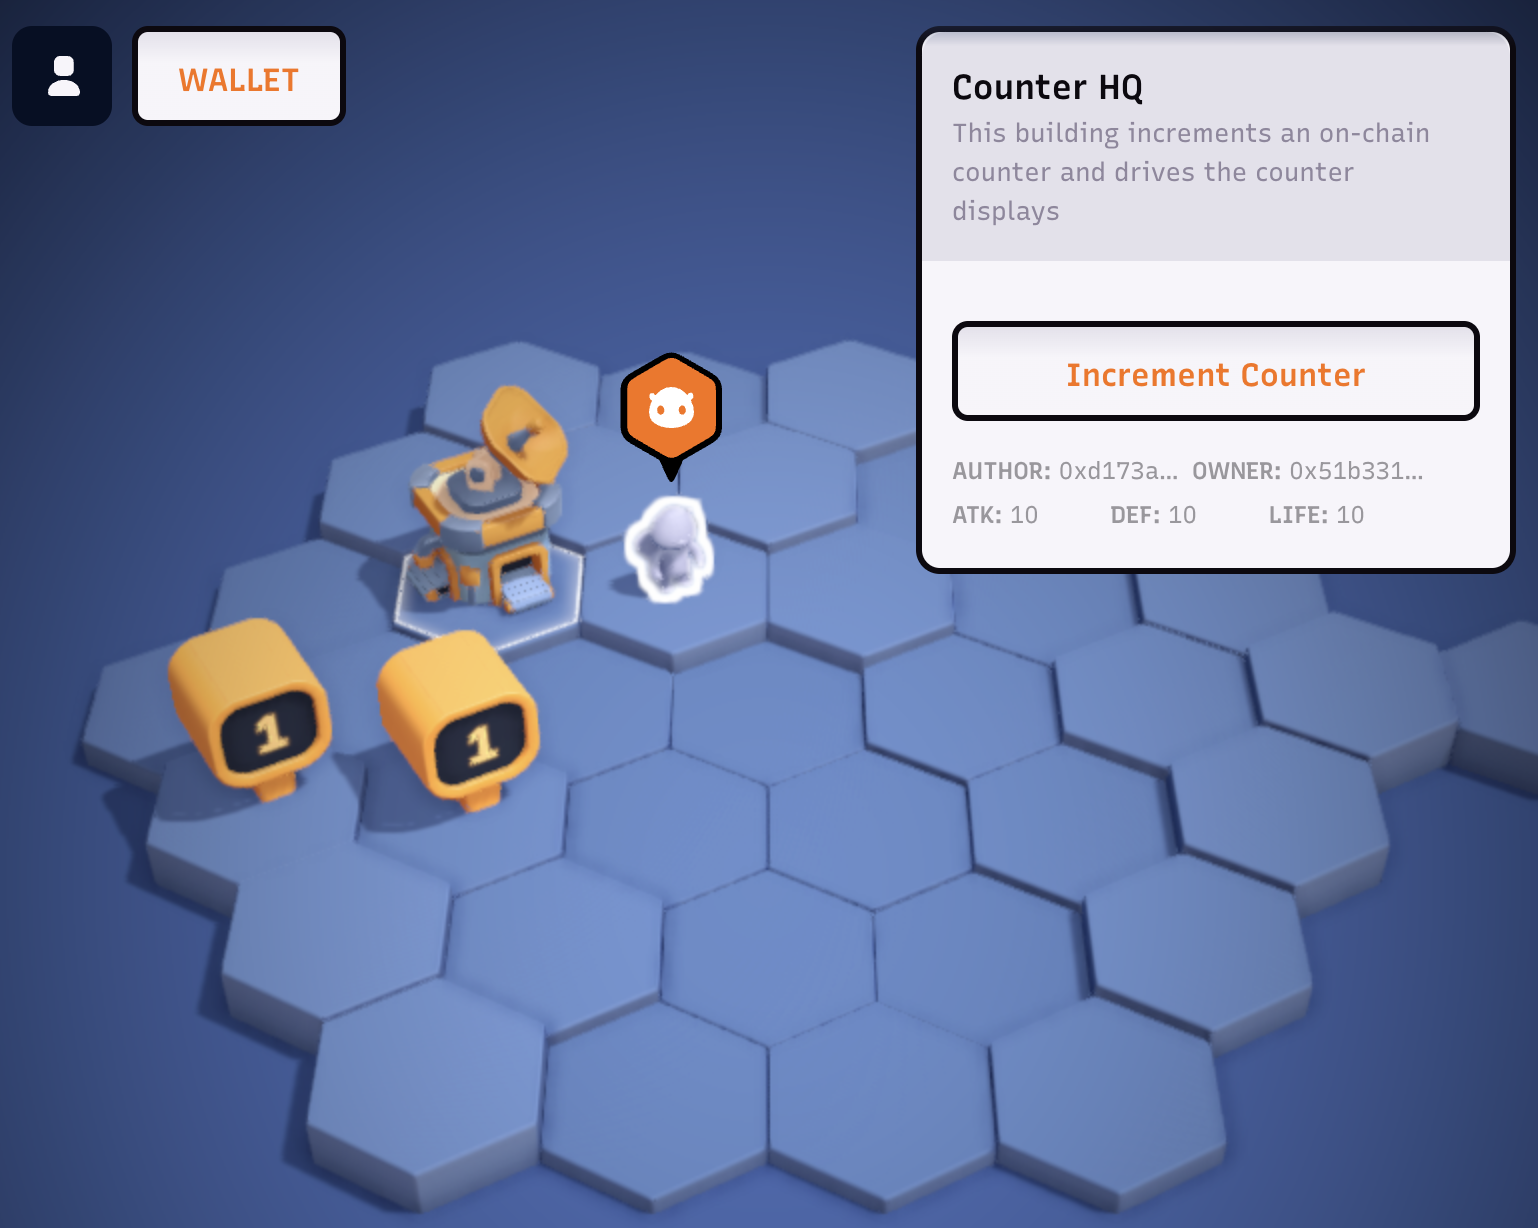 WALLET
Counter HQ
This building increments an on-chain
counter and drives the counter
displays
Increment Counter
AUTHOR: 0xd173a... OWNER: 0x51b331...
ATK: 10 DEF: 10 LIFE: 10
1
1